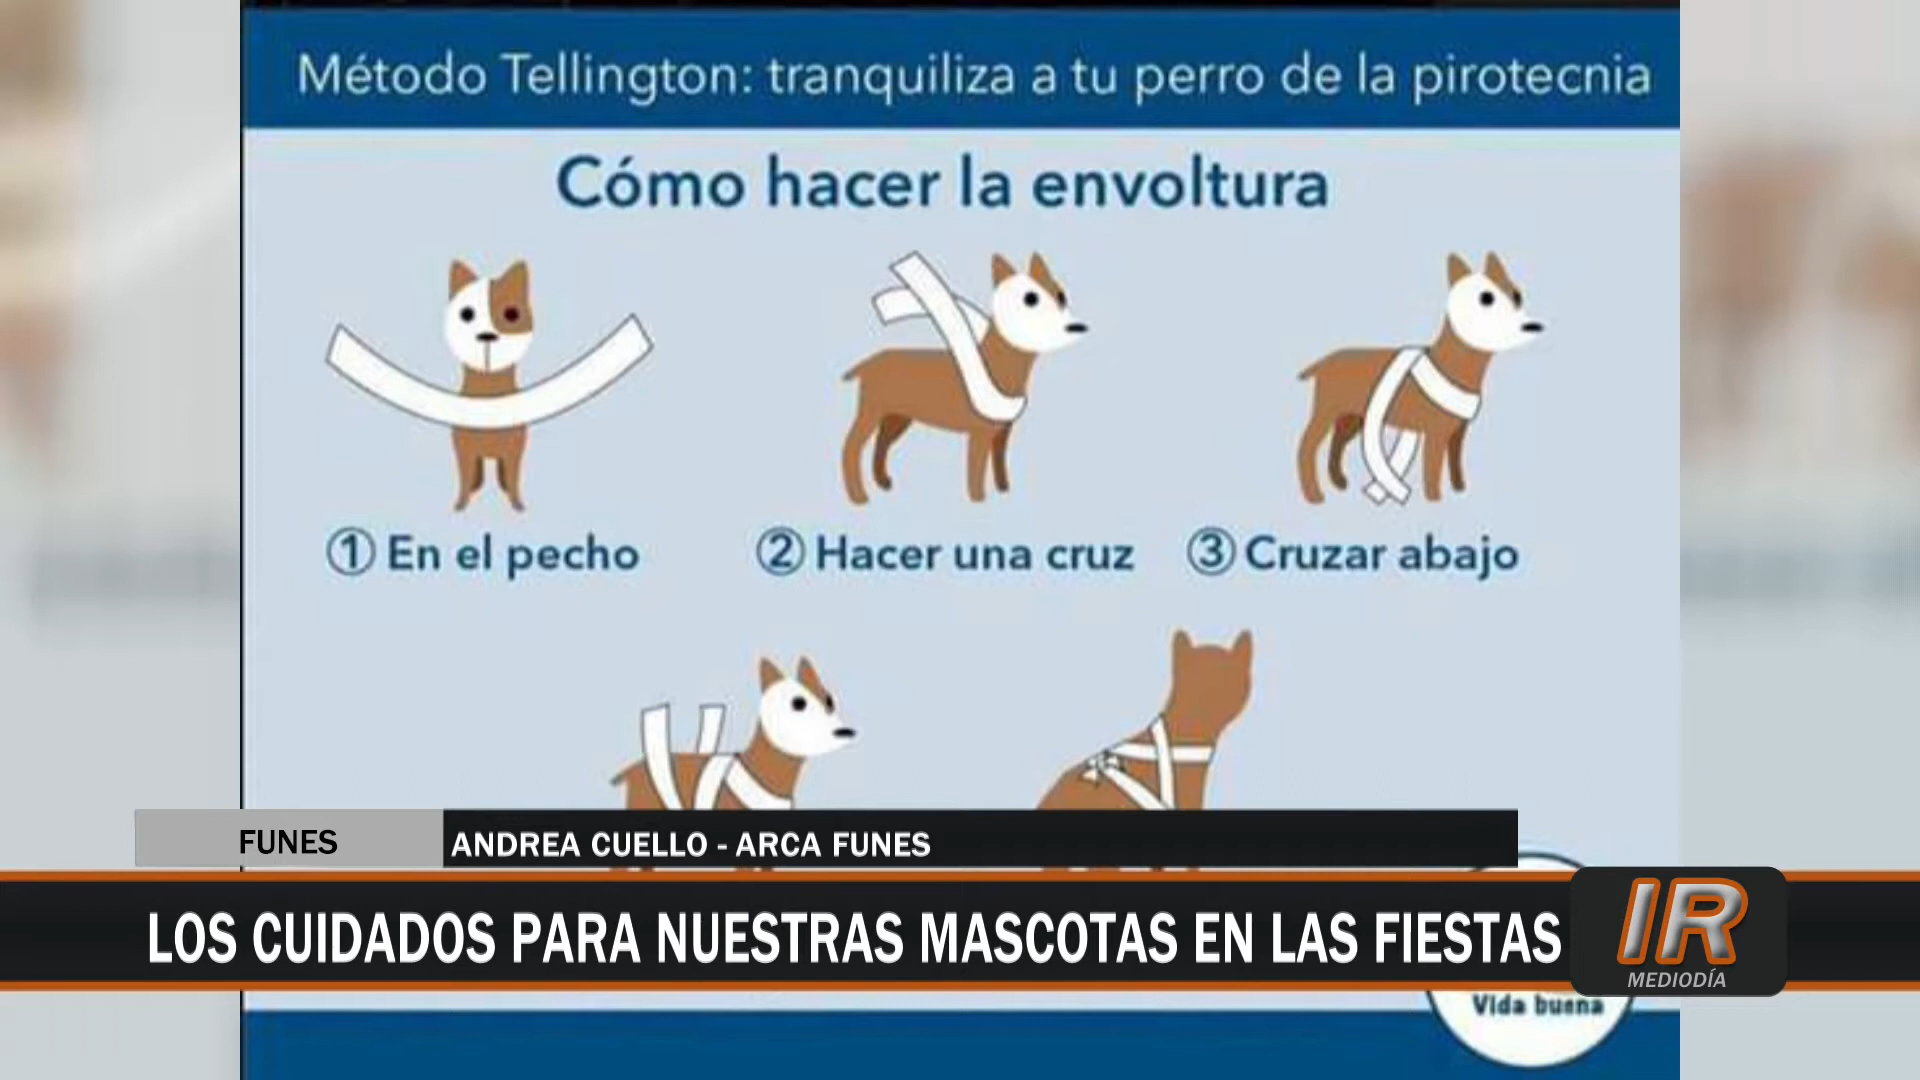 Método Tellington: tranquiliza a tu perro de la pirotecnia
Cómo hacer la envoltura
① En el pecho
② Hacer una cruz
③ Cruzar abajo
FUNES
ANDREA CUELLO - ARCA FUNES
LOS CUIDADOS PARA NUESTRAS MASCOTAS EN LAS FIESTAS
IR
MEDIODÍA
Vida buena